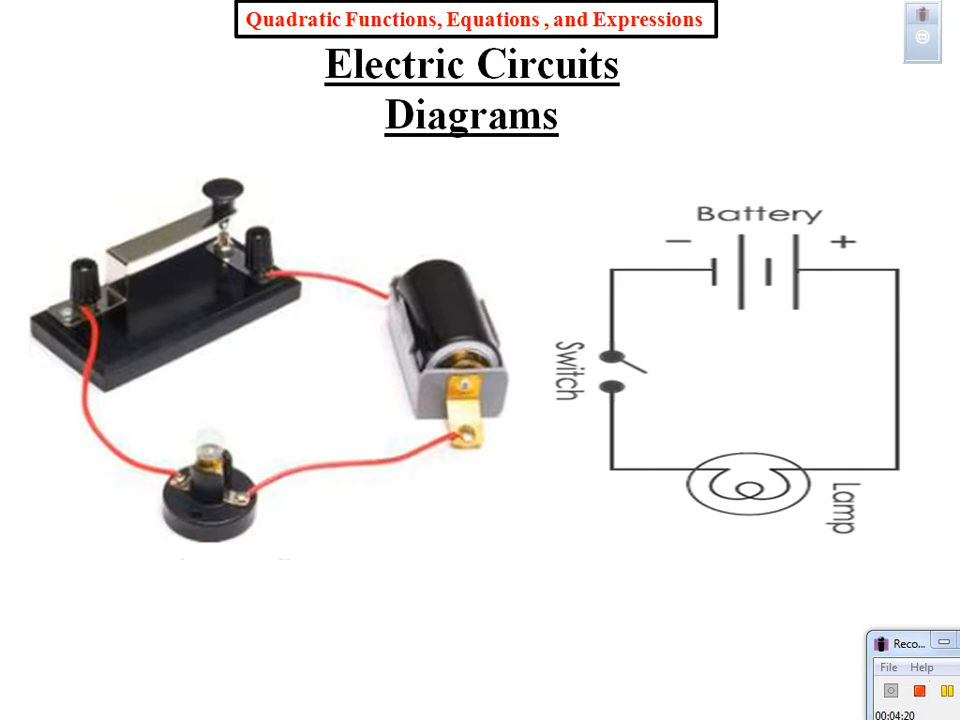 Quadratic Functions, Equations , and Expressions
Electric Circuits
Diagrams
Battery
− +
Switch
Lamp
Reco...
File Help
00:04:20